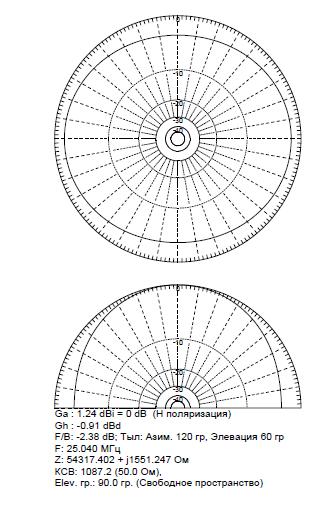 0
-10
-20
-30
-40
0
-10
-20
-30
-40
Ga : 1.24 dBi = 0 dB (Н поляризация)
Gh : -0.91 dBd
F/B: -2.38 dB; Тыл: Азим. 120 гр, Элевация 60 гр
F: 25.040 МГц
Z: 54317.402 + j1551.247 Ом
КСВ: 1087.2 (50.0 Ом),
Elev. гр.: 90.0 гр. (Свободное пространство)